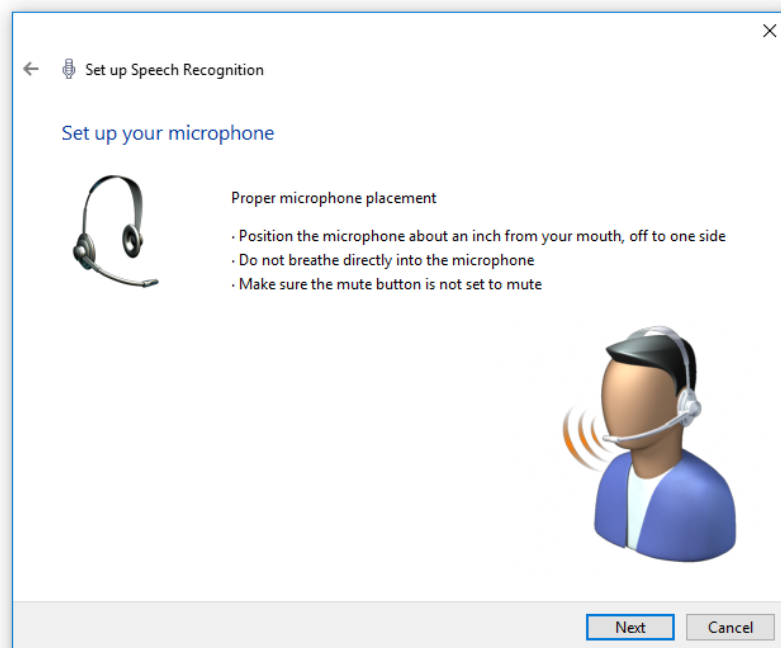 Set up Speech Recognition
Set up your microphone
Proper microphone placement
· Position the microphone about an inch from your mouth, off to one side
· Do not breathe directly into the microphone
· Make sure the mute button is not set to mute
Next Cancel